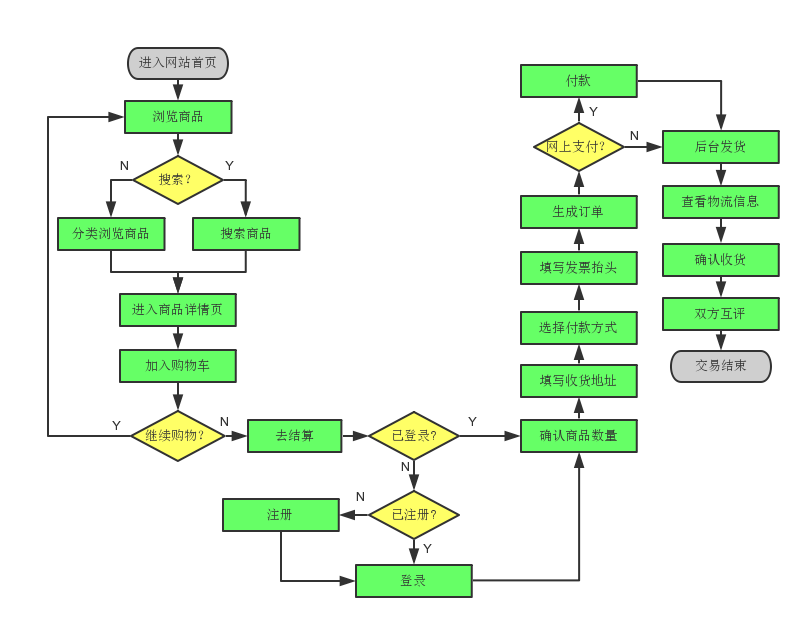 进入网站首页
浏览商品
N
搜索?
Y
分类浏览商品
搜索商品
进入商品详情页
加入购物车
Y
继续购物?
N
去结算
已登录?
Y
N
已注册?
N
注册
Y
登录
确认商品数量
填写收货地址
选择付款方式
填写发票抬头
生成订单
网上支付?
Y
N
付款
后台发货
查看物流信息
确认收货
双方互评
交易结束